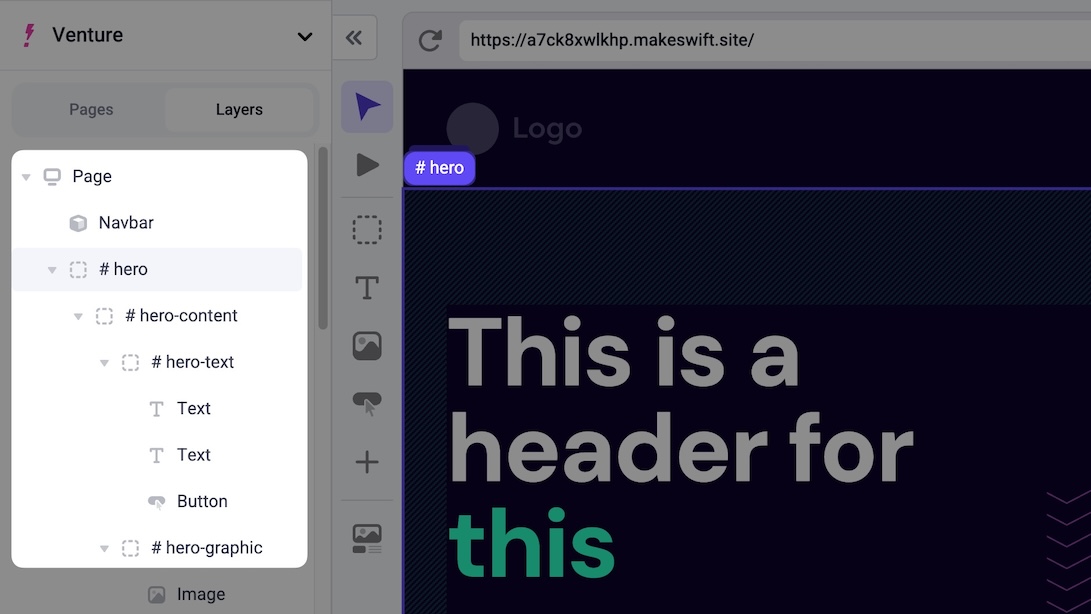 Venture
https://a7ck8xwlkhp.makeswift.site/
Pages
Layers
Page
Navbar
# hero
# hero-content
# hero-text
Text
Text
Button
# hero-graphic
Image
Logo
# hero
This is a
header for
this